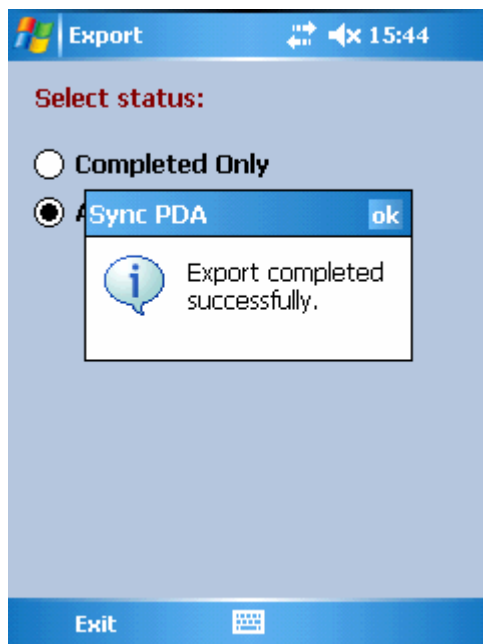 Export 15:44
Select status:
Completed Only
Sync PDA ok
Export completed
successfully.
Exit